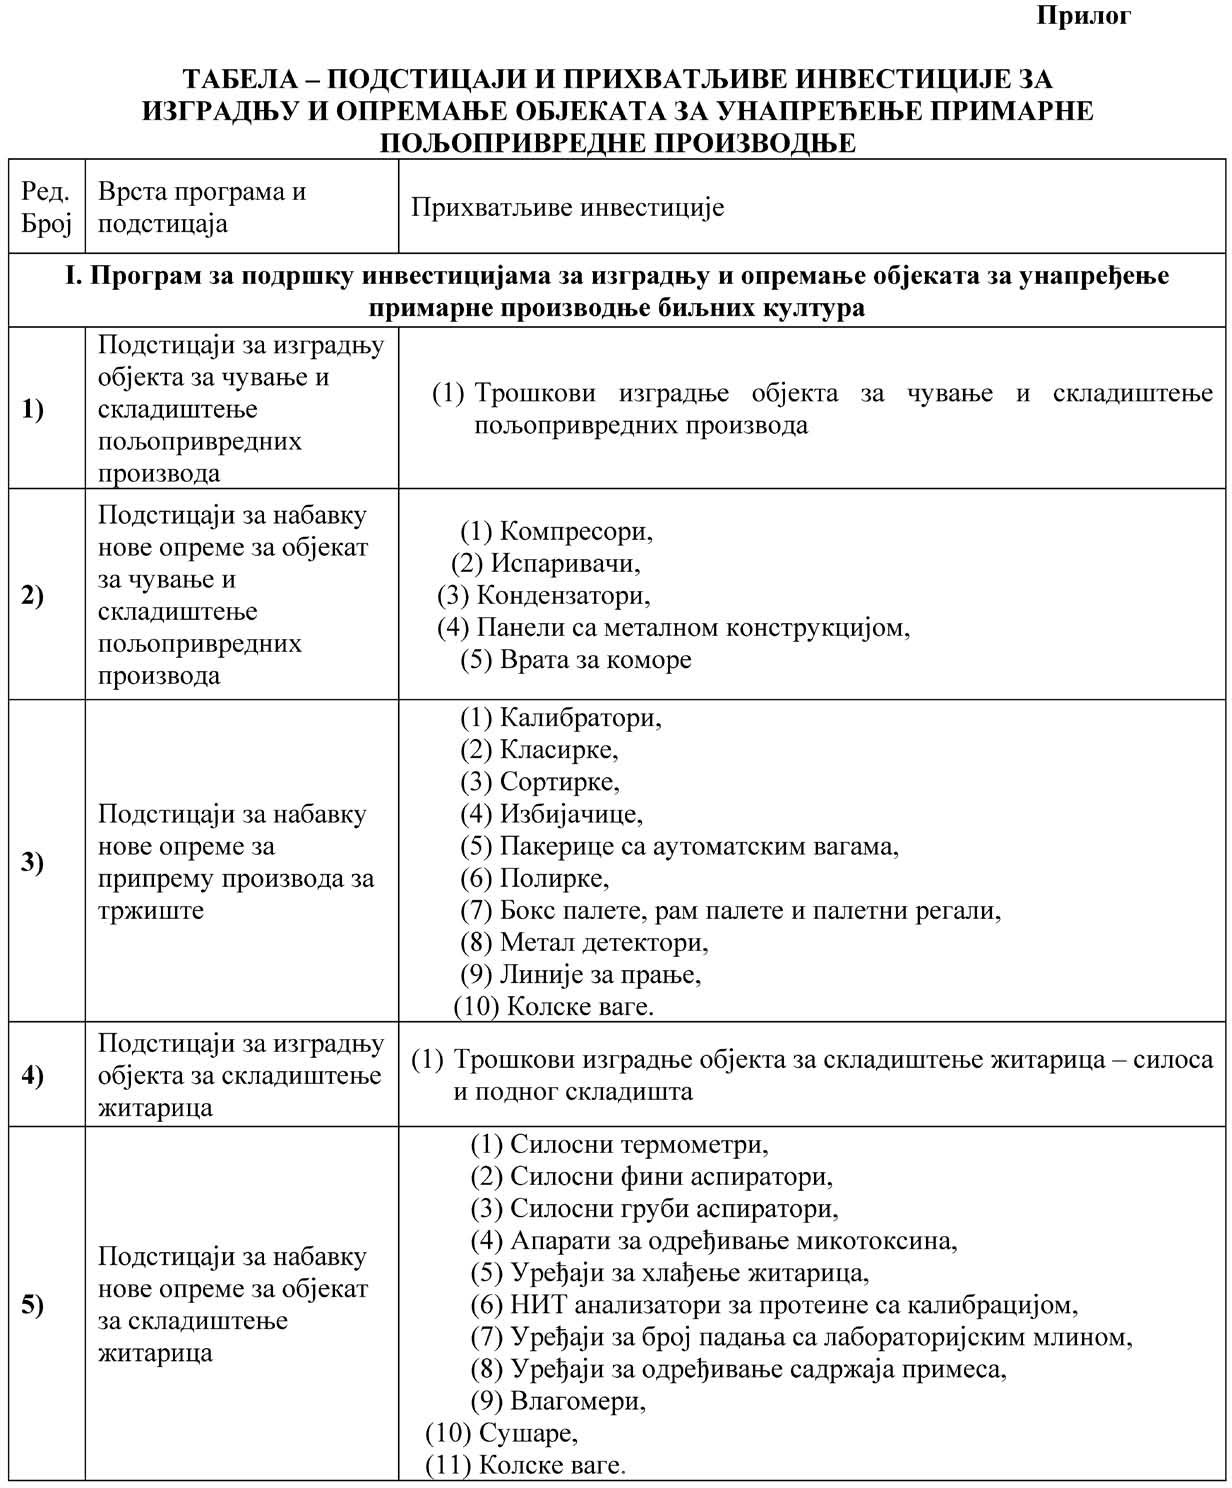 Прилог
ТАБЕЛА – ПОДСТИЦАЈИ И ПРИХВАТЉИВЕ ИНВЕСТИЦИЈЕ ЗА
ИЗГРАДЊУ И ОПРЕМАЊЕ ОБЈЕКАТА ЗА УНАПРЕЂЕЊЕ ПРИМАРНЕ
ПОЉОПРИВРЕДНЕ ПРОИЗВОДЊЕ
Ред.
Број
Врста програма и
подстицаја
Прихватљиве инвестиције
I. Програм за подршку инвестицијама за изградњу и опремање објеката за унапређење
примарне производње биљних култура
1)
Подстицаји за изградњу
објекта за чување и
складиштење
пољопривредних
производа
(1) Трошкови изградње објекта за чување и складиштење
пољопривредних производа
2)
Подстицаји за набавку
нове опреме за објекат
за чување и
складиштење
пољопривредних
производа
(1) Компресори,
(2) Испаривачи,
(3) Кондензатори,
(4) Панели са металном конструкцијом,
(5) Врата за коморе
3)
Подстицаји за набавку
нове опреме за
припрему производа за
тржиште
(1) Калибратори,
(2) Класирке,
(3) Сортирке,
(4) Избијачице,
(5) Пакерице са аутоматским вагама,
(6) Полирке,
(7) Бокс палете, рам палете и палетни регали,
(8) Метал детектори,
(9) Линије за прање,
(10) Колске ваге.
4)
Подстицаји за изградњу
објекта за складиштење
житарица
(1) Трошкови изградње објекта за складиштење житарица – силоса
и подног складишта
5)
Подстицаји за набавку
нове опреме за објекат
за складиштење
житарица
(1) Силосни термометри,
(2) Силосни фини аспиратори,
(3) Силосни груби аспиратори,
(4) Апарати за одређивање микотоксина,
(5) Уређаји за хлађење житарица,
(6) НИТ анализатори за протеине са калибрацијом,
(7) Уређаји за број падања са лабораторијским млином,
(8) Уређаји за одређивање садржаја примеса,
(9) Влагомери,
(10) Сушаре,
(11) Колске ваге.